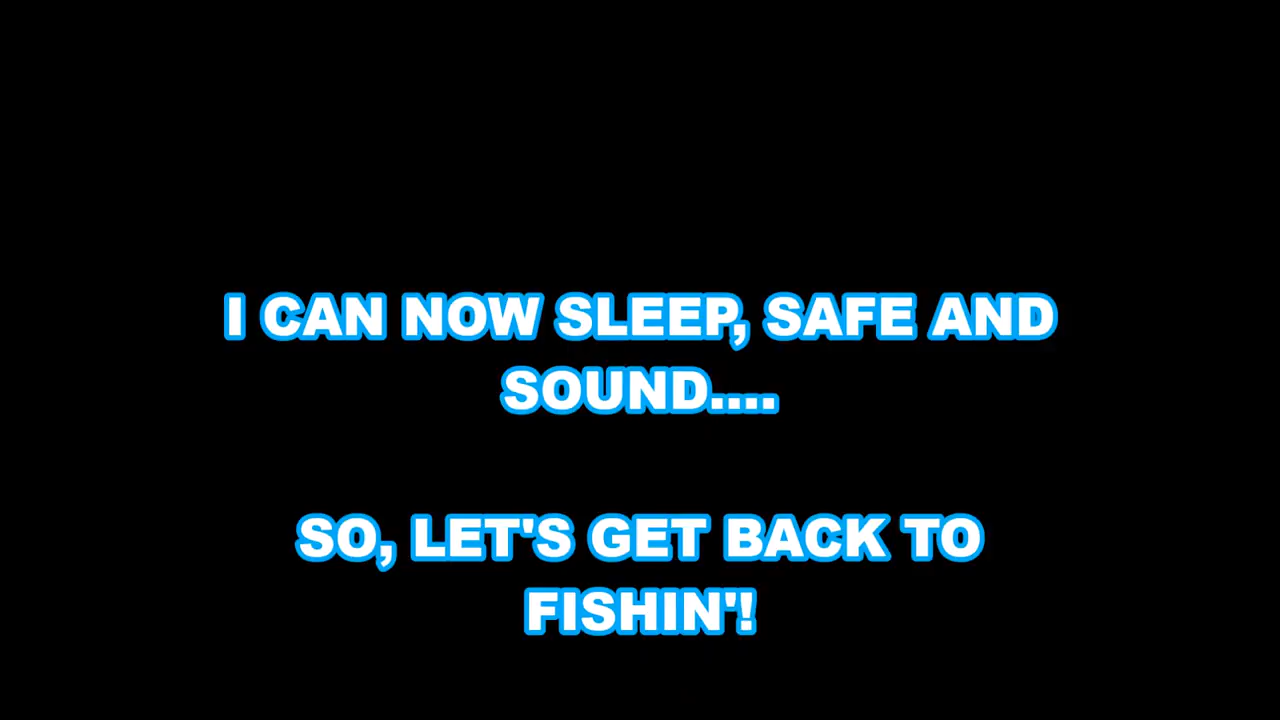 I CAN NOW SLEEP, SAFE AND
SOUND....
SO, LET'S GET BACK TO
FISHIN'!